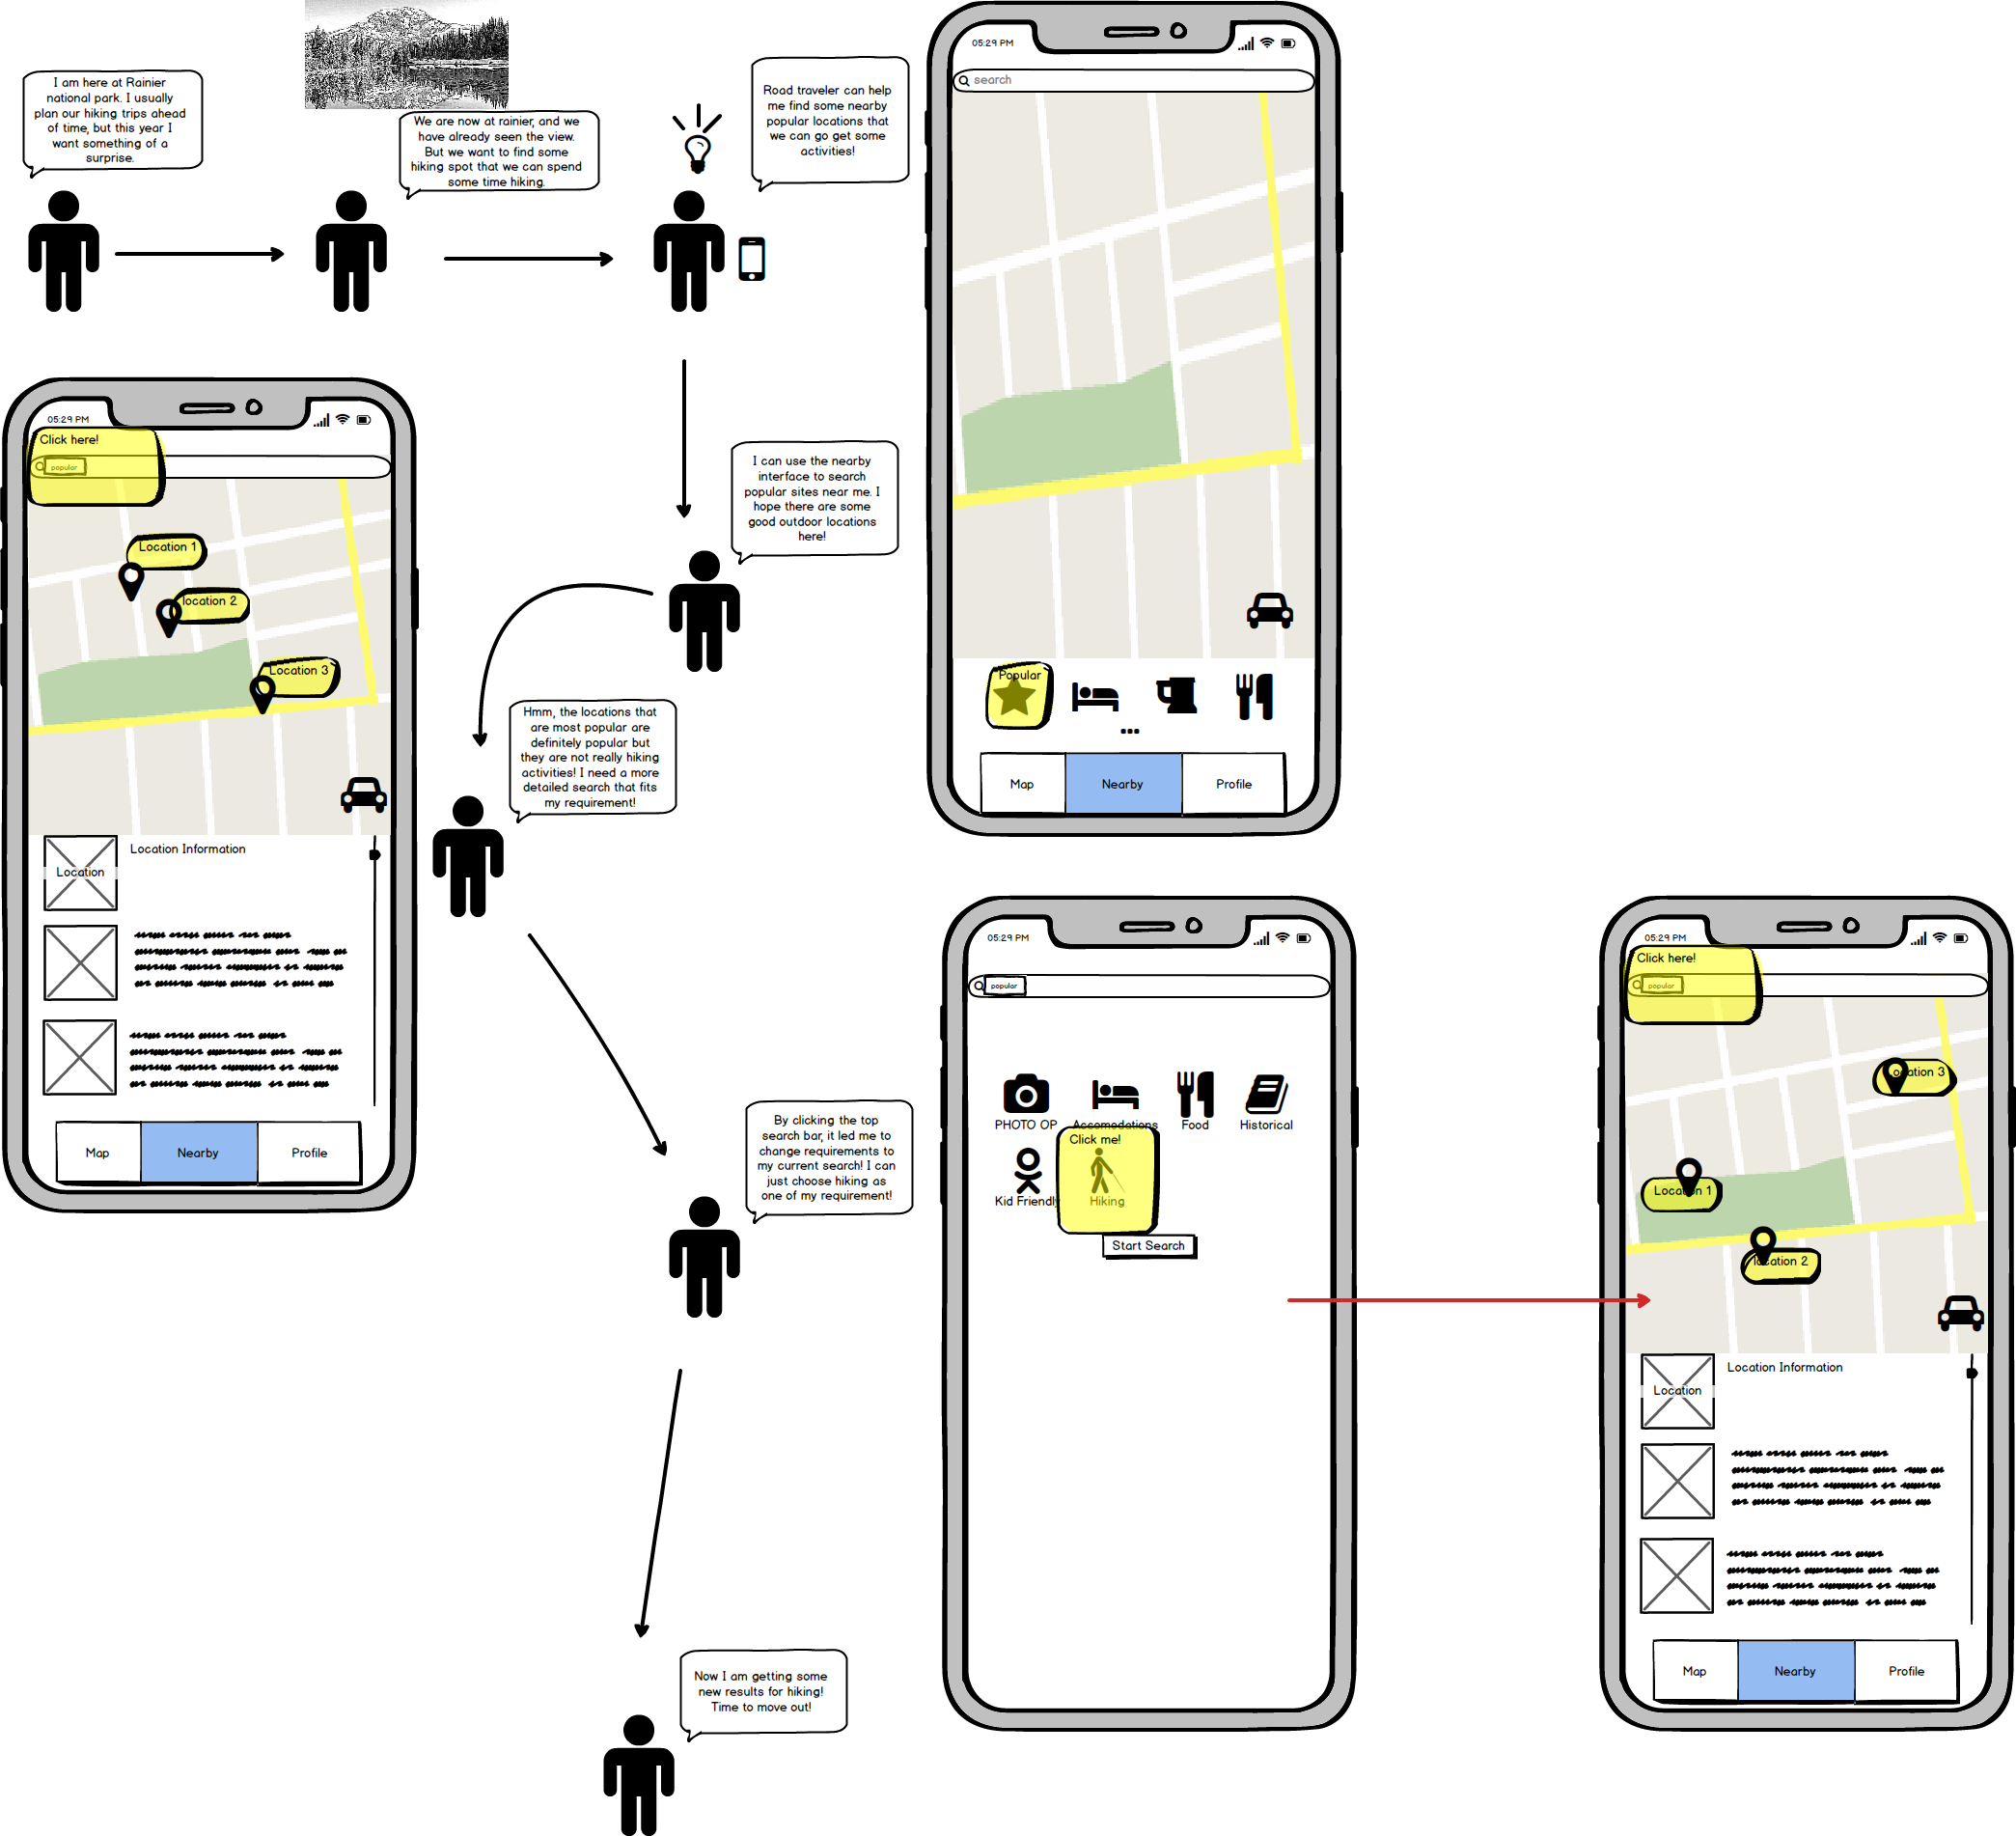 I am here at Rainier
national park. I usually
plan our hiking trips ahead
of time, but this year I
want something of a
surprise.
We are now at rainier, and we
have already seen the view.
But we want to find some
hiking spot that we can spend
some time hiking.
Road traveler can help
me find some nearby
popular locations that
we can go get some
activities!
05:29 PM
search
Popular
...
Map
Nearby
Profile
I can use the nearby
interface to search
popular sites near me. I
hope there are some
good outdoor locations
here!
05:29 PM
Click here!
popular
Location 1
location 2
Location 3
Location
Location Information
Map
Nearby
Profile
Hmm, the locations that
are most popular are
definitely popular but
they are not really hiking
activities! I need a more
detailed search that fits
my requirement!
By clicking the top
search bar, it led me to
change requirements to
my current search! I can
just choose hiking as
one of my requirement!
05:29 PM
popular
PHOTO OP
Accomodations
Food
Historical
Click me!
Kid Friendly
Hiking
Start Search
05:29 PM
Click here!
popular
Location 3
Location 1
location 2
Location
Location Information
Map
Nearby
Profile
Now I am getting some
new results for hiking!
Time to move out!